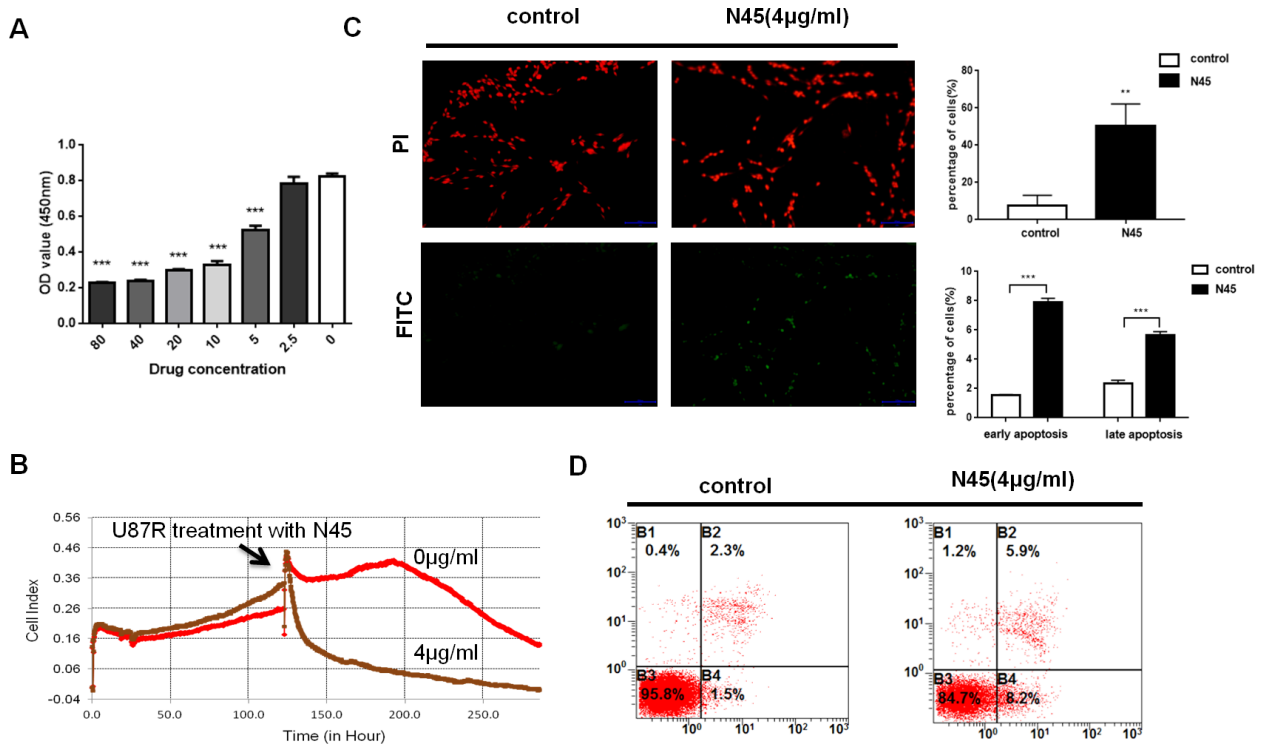 A
OD value (450nm)
1.0
0.8
0.6
0.4
0.2
0.0
***
***
***
***
***
80
40
20
10
5
2.5
0
Drug concentration
C
control
N45(4μg/ml)
PI
FITC
control
N45
percentage of cells(%)
80
60
40
20
0
**
control
N45
control
N45
percentage of cells(%)
10
8
6
4
2
0
***
***
early apoptosis
late apoptosis
B
Cell Index
0.56
0.46
0.36
0.26
0.16
0.06
-0.04
U87R treatment with N45
0μg/ml
4μg/ml
0.0
50.0
100.0
150.0
200.0
250.0
Time (in Hour)
D
control
N45(4μg/ml)
10³
10²
10¹
10⁰
B1
0.4%
B2
2.3%
B3
95.8%
B4
1.5%
10⁰
10¹
10²
10³
10³
10²
10¹
10⁰
B1
1.2%
B2
5.9%
B3
84.7%
B4
8.2%
10⁰
10¹
10²
10³